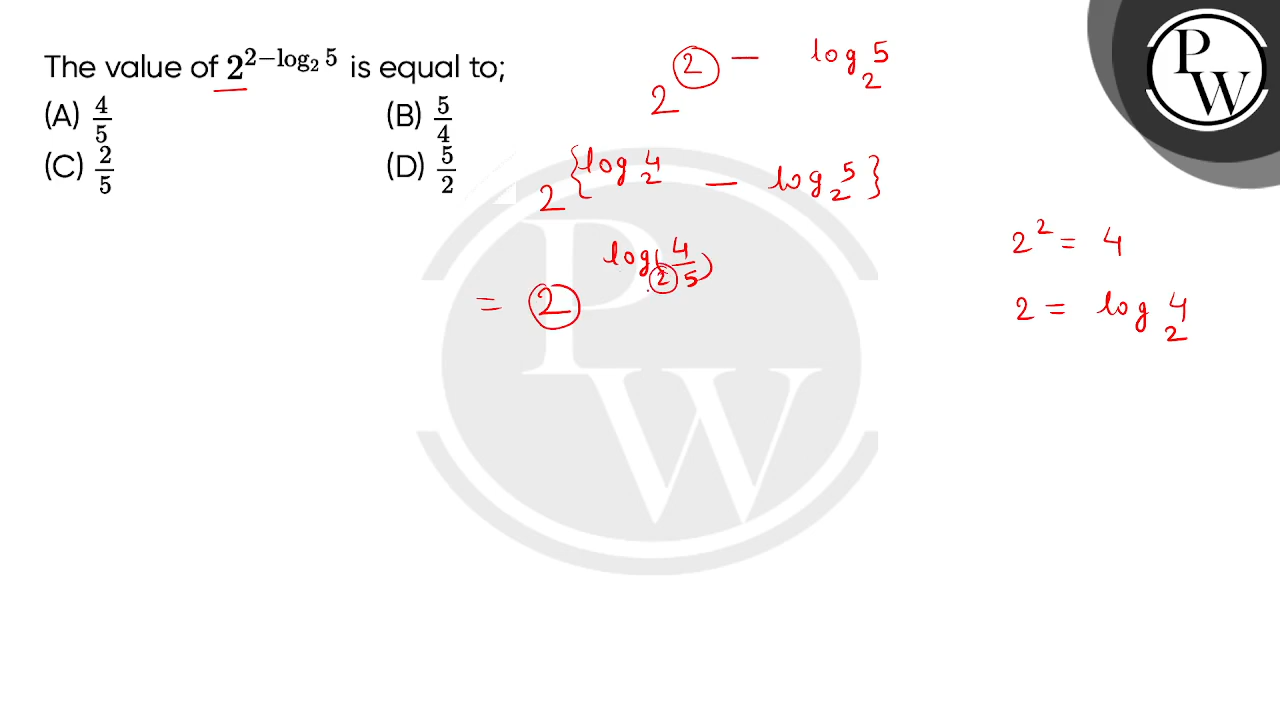 The value of 2^{2-log₂ 5} is equal to;
(A) 4/5 (B) 5/4
(C) 2/5 (D) 5/2
2^{2 - log₂ 5}
2^{log₂ 4 - log₂ 5}
= 2^{log₂(4/5)}
2² = 4
2 = log₂ 4
P
W
P
W